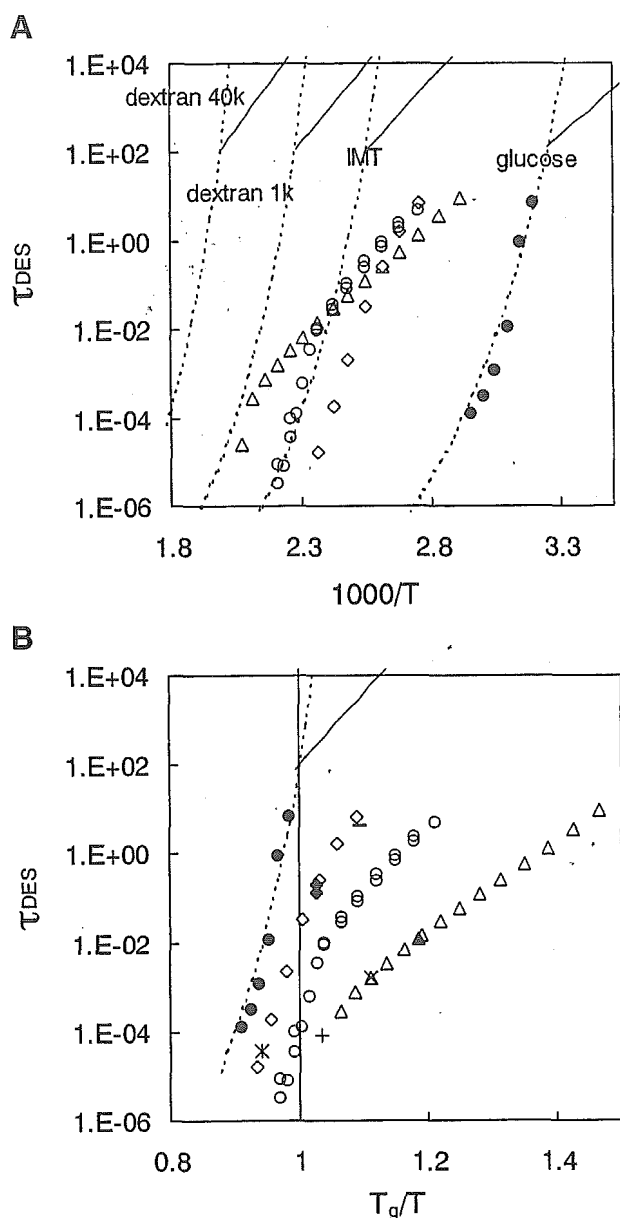 A
1.E+04
dextran 40k
1.E+02
IMT
glucose
dextran 1k
1.E+00
τDES
1.E-02
1.E-04
1.E-06
1.8
2.3
2.8
3.3
1000/T
B
1.E+04
1.E+02
1.E+00
τDES
1.E-02
1.E-04
1.E-06
0.8
1
1.2
1.4
Tg/T